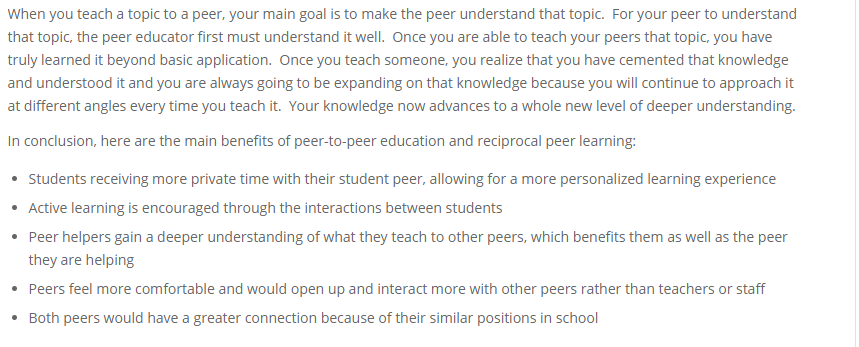 When you teach a topic to a peer, your main goal is to make the peer understand that topic.  For your peer to understand
that topic, the peer educator first must understand it well.  Once you are able to teach your peers that topic, you have
truly learned it beyond basic application.  Once you teach someone, you realize that you have cemented that knowledge
and understood it and you are always going to be expanding on that knowledge because you will continue to approach it
at different angles every time you teach it.  Your knowledge now advances to a whole new level of deeper understanding.
In conclusion, here are the main benefits of peer-to-peer education and reciprocal peer learning:
• Students receiving more private time with their student peer, allowing for a more personalized learning experience
• Active learning is encouraged through the interactions between students
• Peer helpers gain a deeper understanding of what they teach to other peers, which benefits them as well as the peer
they are helping
• Peers feel more comfortable and would open up and interact more with other peers rather than teachers or staff
• Both peers would have a greater connection because of their similar positions in school